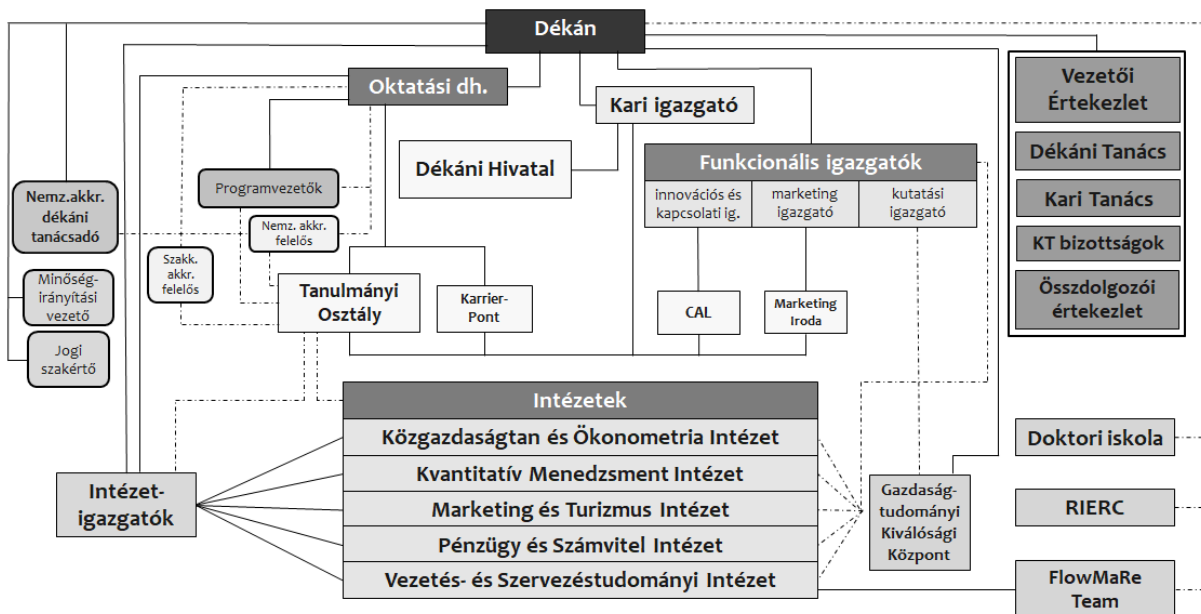 Dékán
Oktatási dh.
Kari igazgató
Dékáni Hivatal
Funkcionális igazgatók
innovációs és
kapcsolati ig.
marketing
igazgató
kutatási
igazgató
Vezetői
Értekezlet
Dékáni Tanács
Kari Tanács
KT bizottságok
Összdolgozói
értekezlet
Nemz.akkr.
dékáni
tanácsadó
Programvezetők
Nemz. akkr.
felelős
Szakk.
akkr.
felelős
Minőség-
irányítási
vezető
Jogi
szakértő
Tanulmányi
Osztály
Karrier-
Pont
CAL
Marketing
Iroda
Intézetek
Közgazdaságtan és Ökonometria Intézet
Kvantitatív Menedzsment Intézet
Marketing és Turizmus Intézet
Pénzügy és Számvitel Intézet
Vezetés- és Szervezéstudományi Intézet
Intézet-
igazgatók
Gazdaság-
tudományi
Kiválósági
Központ
Doktori iskola
RIERC
FlowMaRe
Team